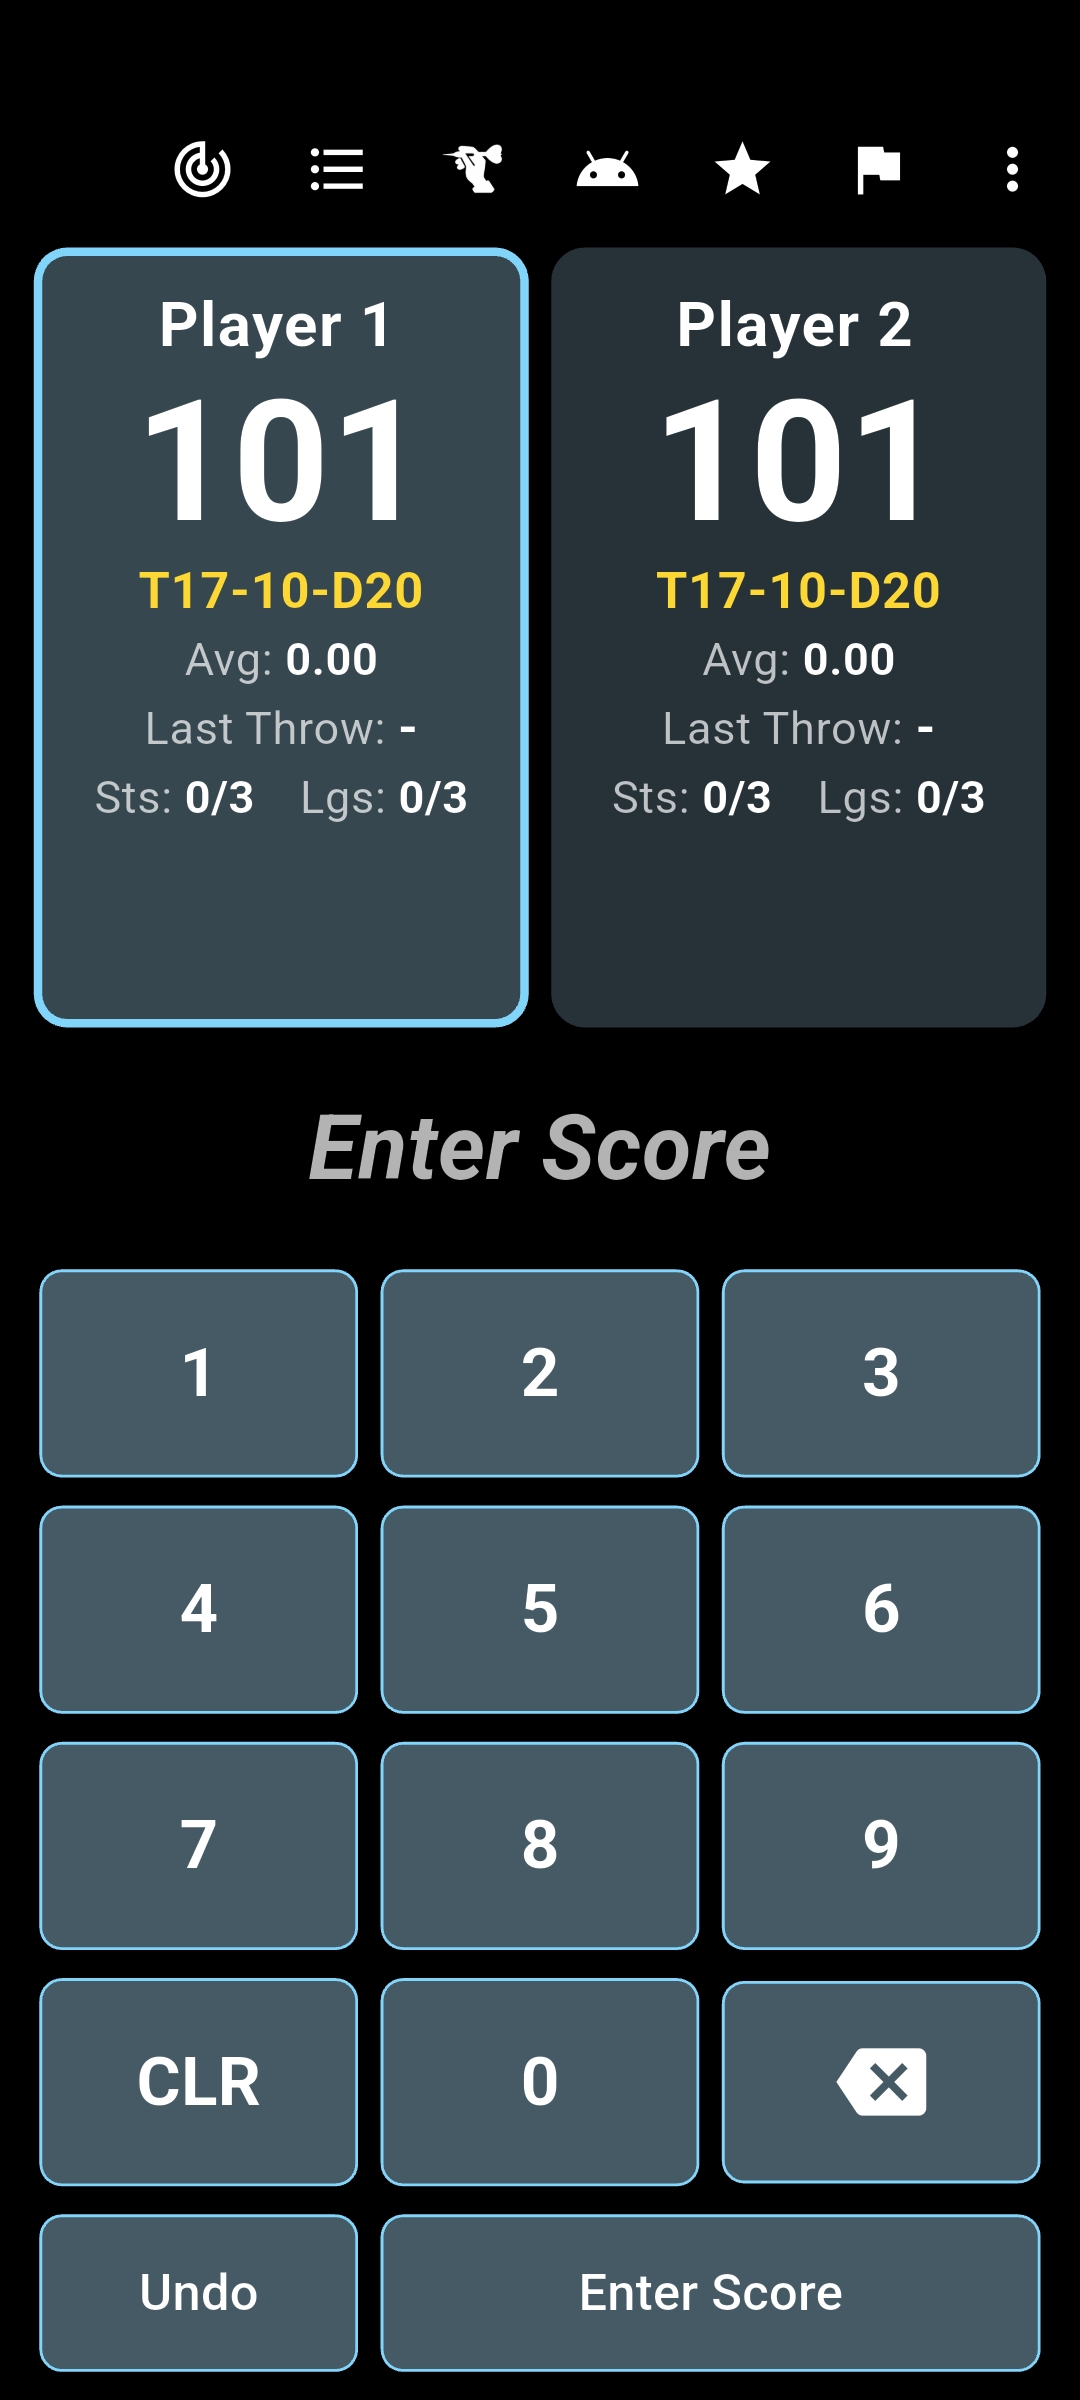 Player 1
101
T17-10-D20
Avg: 0.00
Last Throw: -
Sts: 0/3 Lgs: 0/3
Player 2
101
T17-10-D20
Avg: 0.00
Last Throw: -
Sts: 0/3 Lgs: 0/3
Enter Score
1 2 3
4 5 6
7 8 9
CLR 0
Undo Enter Score